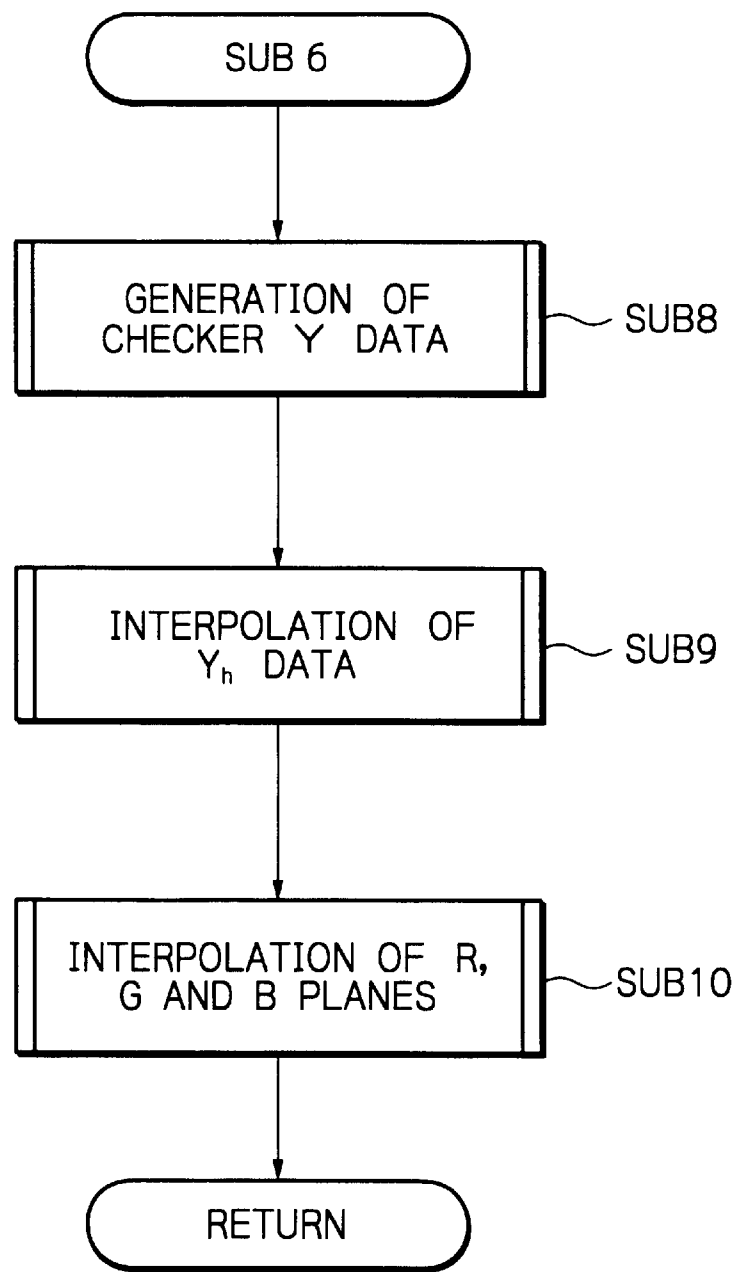 SUB 6
GENERATION OF
CHECKER Y DATA
SUB8
INTERPOLATION OF
Yₕ DATA
SUB9
INTERPOLATION OF R,
G AND B PLANES
SUB10
RETURN